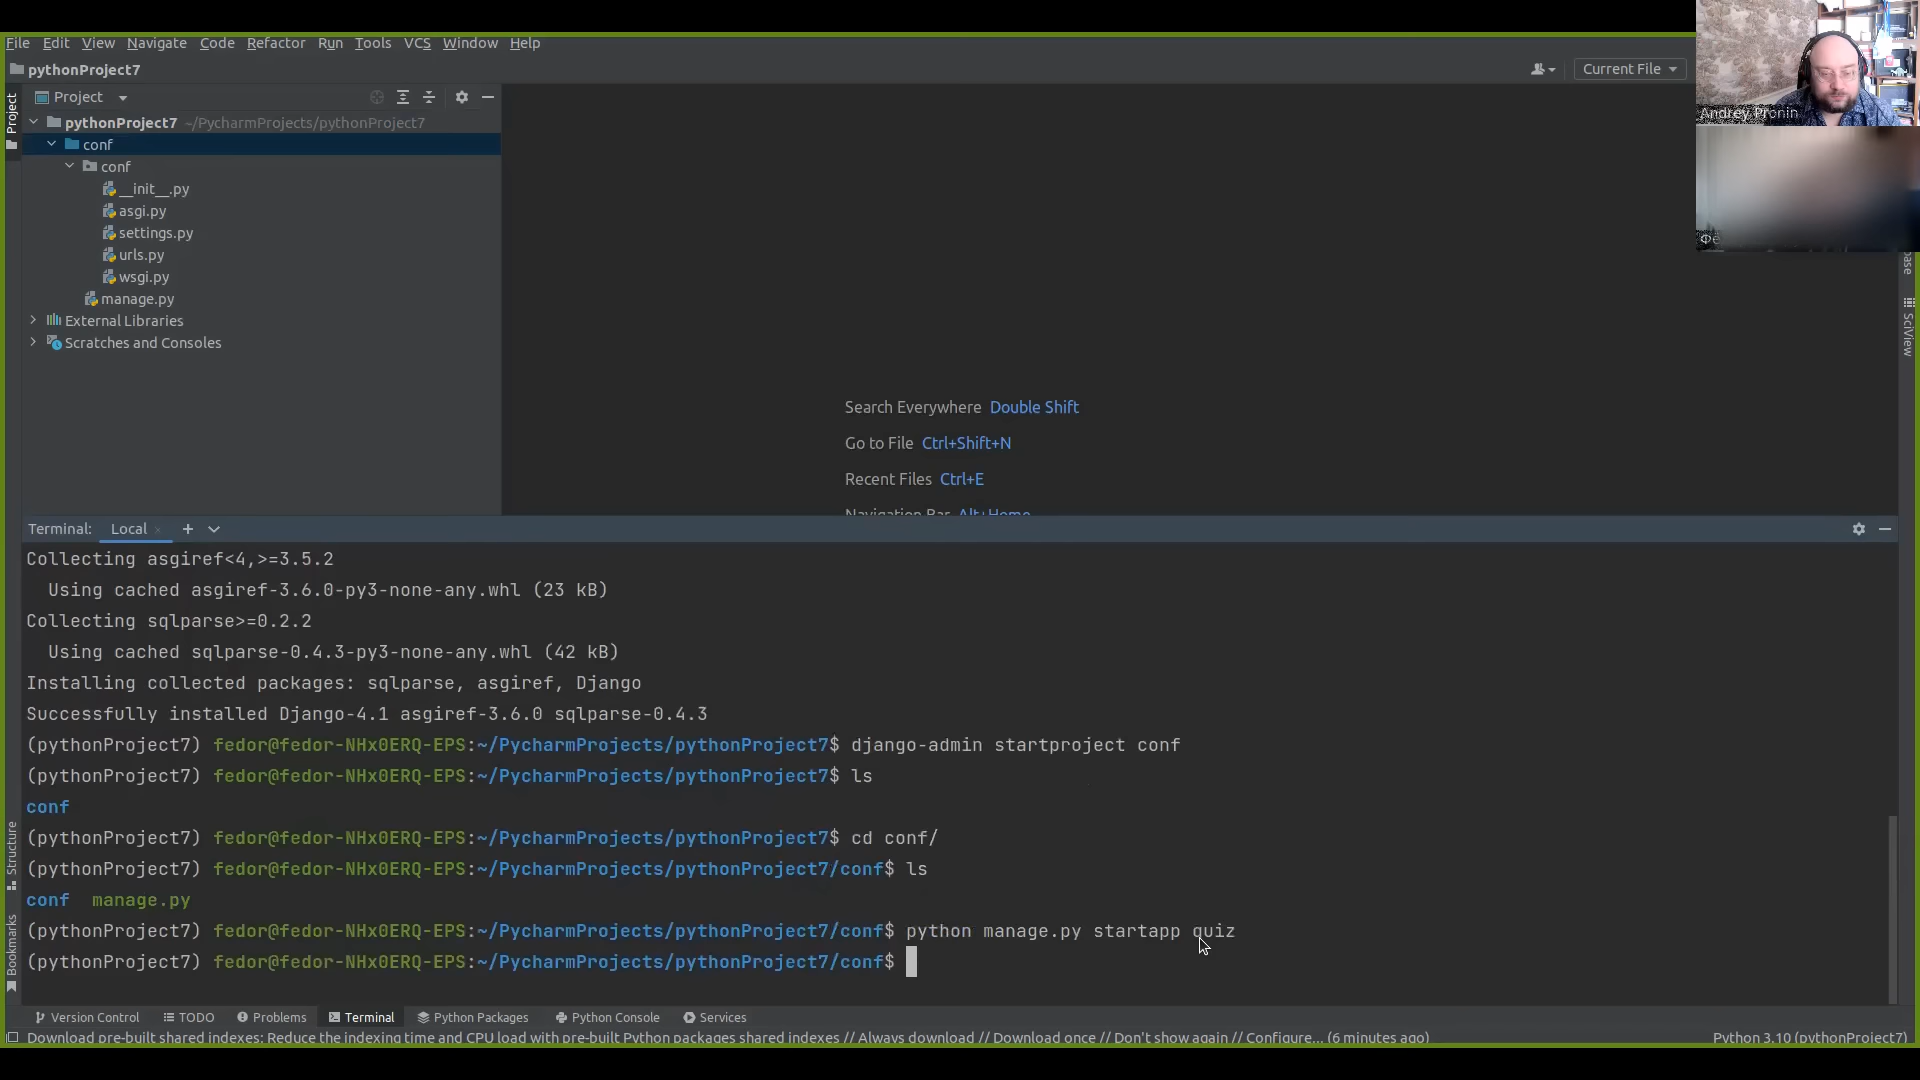 File Edit View Navigate Code Refactor Run Tools VCS Window Help
pythonProject7
Current File
Andrey Pronin
Фё
Project
Project
pythonProject7 ~/PycharmProjects/pythonProject7
conf
conf
__init__.py
asgi.py
settings.py
urls.py
wsgi.py
manage.py
External Libraries
Scratches and Consoles
SciView
Search Everywhere Double Shift
Go to File Ctrl+Shift+N
Recent Files Ctrl+E
Navigation Bar Alt+Home
Terminal: Local
Collecting asgiref<4,>=3.5.2
Using cached asgiref-3.6.0-py3-none-any.whl (23 kB)
Collecting sqlparse>=0.2.2
Using cached sqlparse-0.4.3-py3-none-any.whl (42 kB)
Installing collected packages: sqlparse, asgiref, Django
Successfully installed Django-4.1 asgiref-3.6.0 sqlparse-0.4.3
(pythonProject7) fedor@fedor-NHx0ERQ-EPS:~/PycharmProjects/pythonProject7$ django-admin startproject conf
(pythonProject7) fedor@fedor-NHx0ERQ-EPS:~/PycharmProjects/pythonProject7$ ls
conf
(pythonProject7) fedor@fedor-NHx0ERQ-EPS:~/PycharmProjects/pythonProject7$ cd conf/
(pythonProject7) fedor@fedor-NHx0ERQ-EPS:~/PycharmProjects/pythonProject7/conf$ ls
conf manage.py
(pythonProject7) fedor@fedor-NHx0ERQ-EPS:~/PycharmProjects/pythonProject7/conf$ python manage.py startapp quiz
(pythonProject7) fedor@fedor-NHx0ERQ-EPS:~/PycharmProjects/pythonProject7/conf$
Structure
Bookmarks
Version Control TODO Problems Terminal Python Packages Python Console Services
Download pre-built shared indexes: Reduce the indexing time and CPU load with pre-built Python packages shared indexes // Always download // Download once // Don't show again // Configure... (6 minutes ago) Python 3.10 (pythonProject7)